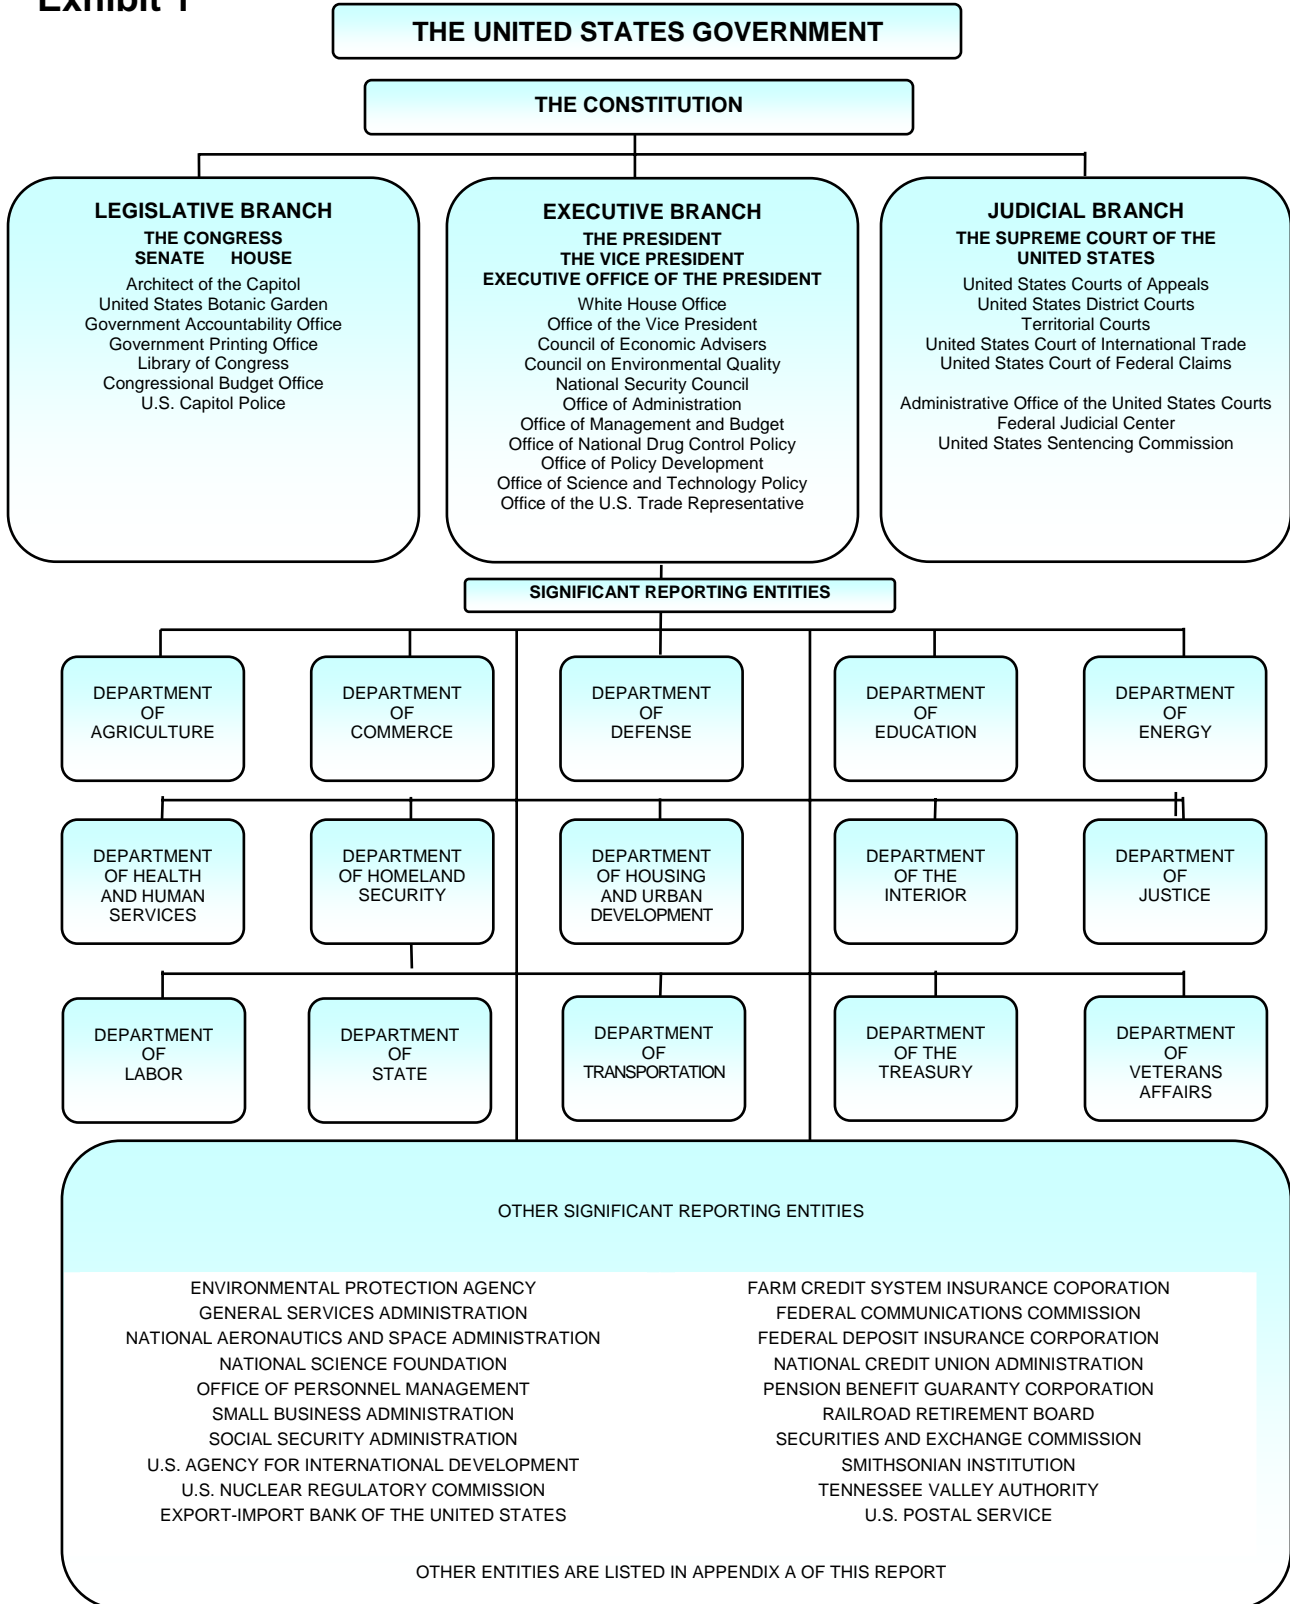 Exhibit 1
THE UNITED STATES GOVERNMENT
THE CONSTITUTION
LEGISLATIVE BRANCH
THE CONGRESS
SENATE HOUSE
Architect of the Capitol
United States Botanic Garden
Government Accountability Office
Government Printing Office
Library of Congress
Congressional Budget Office
U.S. Capitol Police
EXECUTIVE BRANCH
THE PRESIDENT
THE VICE PRESIDENT
EXECUTIVE OFFICE OF THE PRESIDENT
White House Office
Office of the Vice President
Council of Economic Advisers
Council on Environmental Quality
National Security Council
Office of Administration
Office of Management and Budget
Office of National Drug Control Policy
Office of Policy Development
Office of Science and Technology Policy
Office of the U.S. Trade Representative
JUDICIAL BRANCH
THE SUPREME COURT OF THE
UNITED STATES
United States Courts of Appeals
United States District Courts
Territorial Courts
United States Court of International Trade
United States Court of Federal Claims
Administrative Office of the United States Courts
Federal Judicial Center
United States Sentencing Commission
SIGNIFICANT REPORTING ENTITIES
DEPARTMENT
OF
AGRICULTURE
DEPARTMENT
OF
COMMERCE
DEPARTMENT
OF
DEFENSE
DEPARTMENT
OF
EDUCATION
DEPARTMENT
OF
ENERGY
DEPARTMENT
OF HEALTH
AND HUMAN
SERVICES
DEPARTMENT
OF HOMELAND
SECURITY
DEPARTMENT
OF HOUSING
AND URBAN
DEVELOPMENT
DEPARTMENT
OF THE
INTERIOR
DEPARTMENT
OF
JUSTICE
DEPARTMENT
OF
LABOR
DEPARTMENT
OF
STATE
DEPARTMENT
OF
TRANSPORTATION
DEPARTMENT
OF THE
TREASURY
DEPARTMENT
OF
VETERANS
AFFAIRS
OTHER SIGNIFICANT REPORTING ENTITIES
ENVIRONMENTAL PROTECTION AGENCY
GENERAL SERVICES ADMINISTRATION
NATIONAL AERONAUTICS AND SPACE ADMINISTRATION
NATIONAL SCIENCE FOUNDATION
OFFICE OF PERSONNEL MANAGEMENT
SMALL BUSINESS ADMINISTRATION
SOCIAL SECURITY ADMINISTRATION
U.S. AGENCY FOR INTERNATIONAL DEVELOPMENT
U.S. NUCLEAR REGULATORY COMMISSION
EXPORT-IMPORT BANK OF THE UNITED STATES
FARM CREDIT SYSTEM INSURANCE COPORATION
FEDERAL COMMUNICATIONS COMMISSION
FEDERAL DEPOSIT INSURANCE CORPORATION
NATIONAL CREDIT UNION ADMINISTRATION
PENSION BENEFIT GUARANTY CORPORATION
RAILROAD RETIREMENT BOARD
SECURITIES AND EXCHANGE COMMISSION
SMITHSONIAN INSTITUTION
TENNESSEE VALLEY AUTHORITY
U.S. POSTAL SERVICE
OTHER ENTITIES ARE LISTED IN APPENDIX A OF THIS REPORT